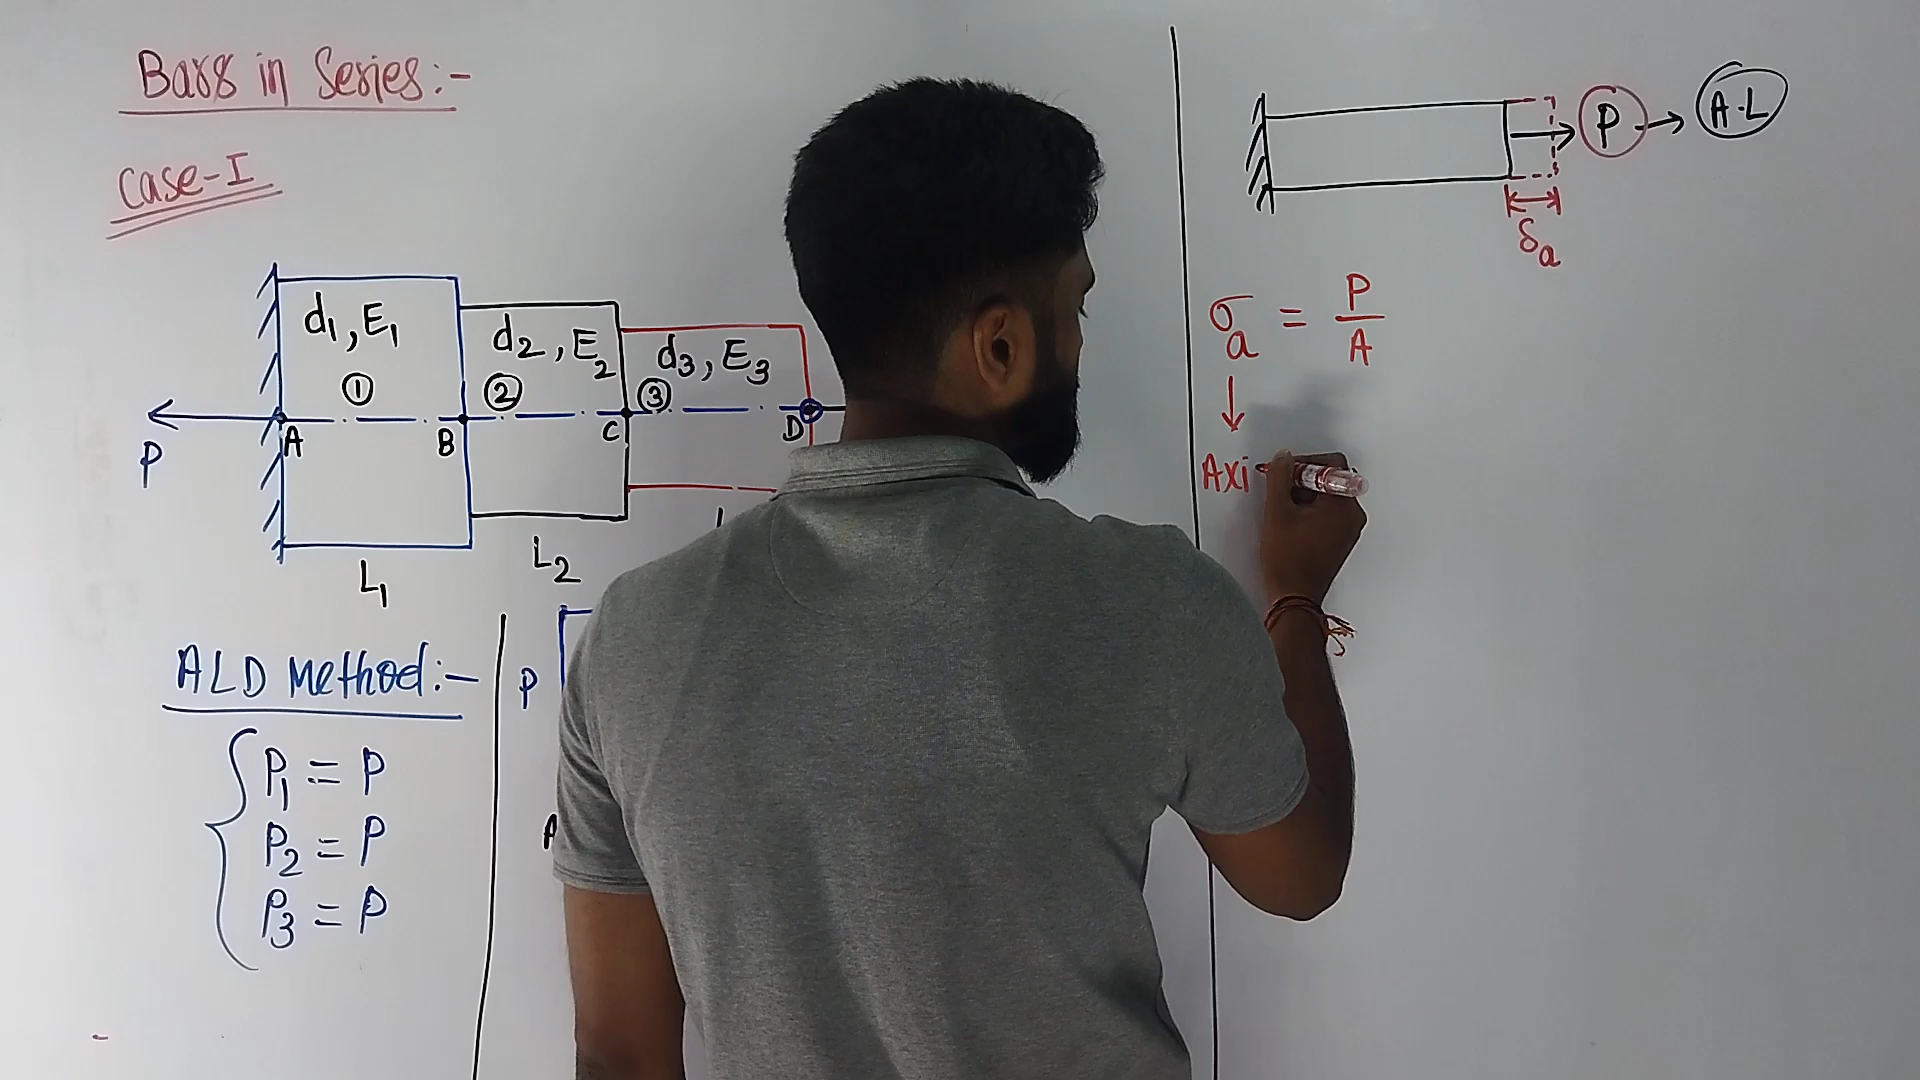 Bars in Series:-
Case-I
d1, E1
d2, E2
d3, E3
①
②
③
A
B
C
D
P
L1
L2
ALD Method:-
P1 = P
P2 = P
P3 = P
P
A
P → A.L
δa
σa = P/A
↓
Axi